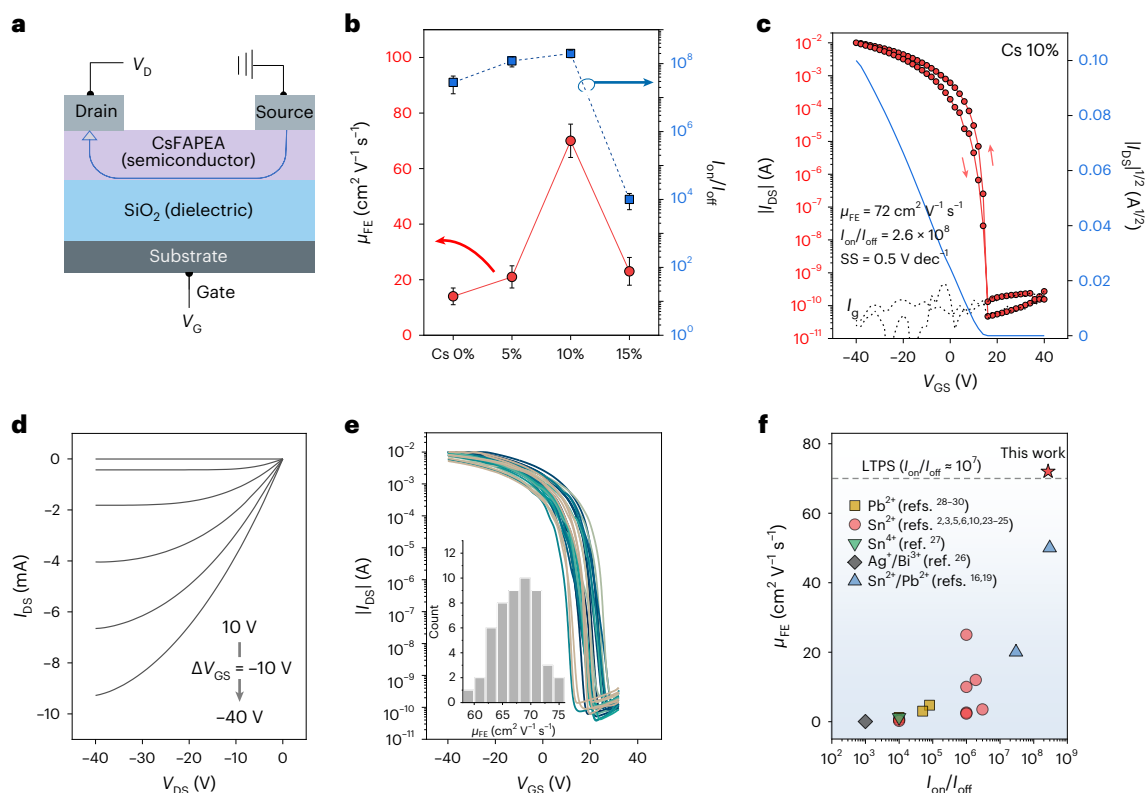 a
V_D
Drain
Source
CsFAPEA
(semiconductor)
SiO₂ (dielectric)
Substrate
Gate
V_G
b
μ_FE (cm² V⁻¹ s⁻¹)
100
80
60
40
20
0
Cs 0%
5%
10%
15%
10⁸
10⁶
10⁴
10²
10⁰
I_on/I_off
c
Cs 10%
|I_DS| (A)
10⁻²
10⁻³
10⁻⁴
10⁻⁵
10⁻⁶
10⁻⁷
10⁻⁸
10⁻⁹
10⁻¹⁰
10⁻¹¹
μ_FE = 72 cm² V⁻¹ s⁻¹
I_on/I_off = 2.6 × 10⁸
SS = 0.5 V dec⁻¹
I_g
−40
−20
0
20
40
V_GS (V)
0.10
0.08
0.06
0.04
0.02
0
|I_DS|^1/2 (A^1/2)
d
I_DS (mA)
0
−2
−4
−6
−8
−10
10 V
ΔV_GS = −10 V
−40 V
−40
−30
−20
−10
0
V_DS (V)
e
|I_DS| (A)
10⁻²
10⁻³
10⁻⁴
10⁻⁵
10⁻⁶
10⁻⁷
10⁻⁸
10⁻⁹
10⁻¹⁰
10⁻¹¹
Count
12
10
8
6
4
2
0
60
65
70
75
μ_FE (cm² V⁻¹ s⁻¹)
−40
−20
0
20
40
V_GS (V)
f
μ_FE (cm² V⁻¹ s⁻¹)
80
60
40
20
0
This work
LTPS (I_on/I_off ≈ 10⁷)
Pb²⁺ (refs. ²⁸⁻³⁰)
Sn²⁺ (refs. ²,³,⁵,⁶,¹⁰,²³⁻²⁵)
Sn⁴⁺ (ref. ²⁷)
Ag⁺/Bi³⁺ (ref. ²⁶)
Sn²⁺/Pb²⁺ (refs. ¹⁶,¹⁹)
10²
10³
10⁴
10⁵
10⁶
10⁷
10⁸
10⁹
I_on/I_off